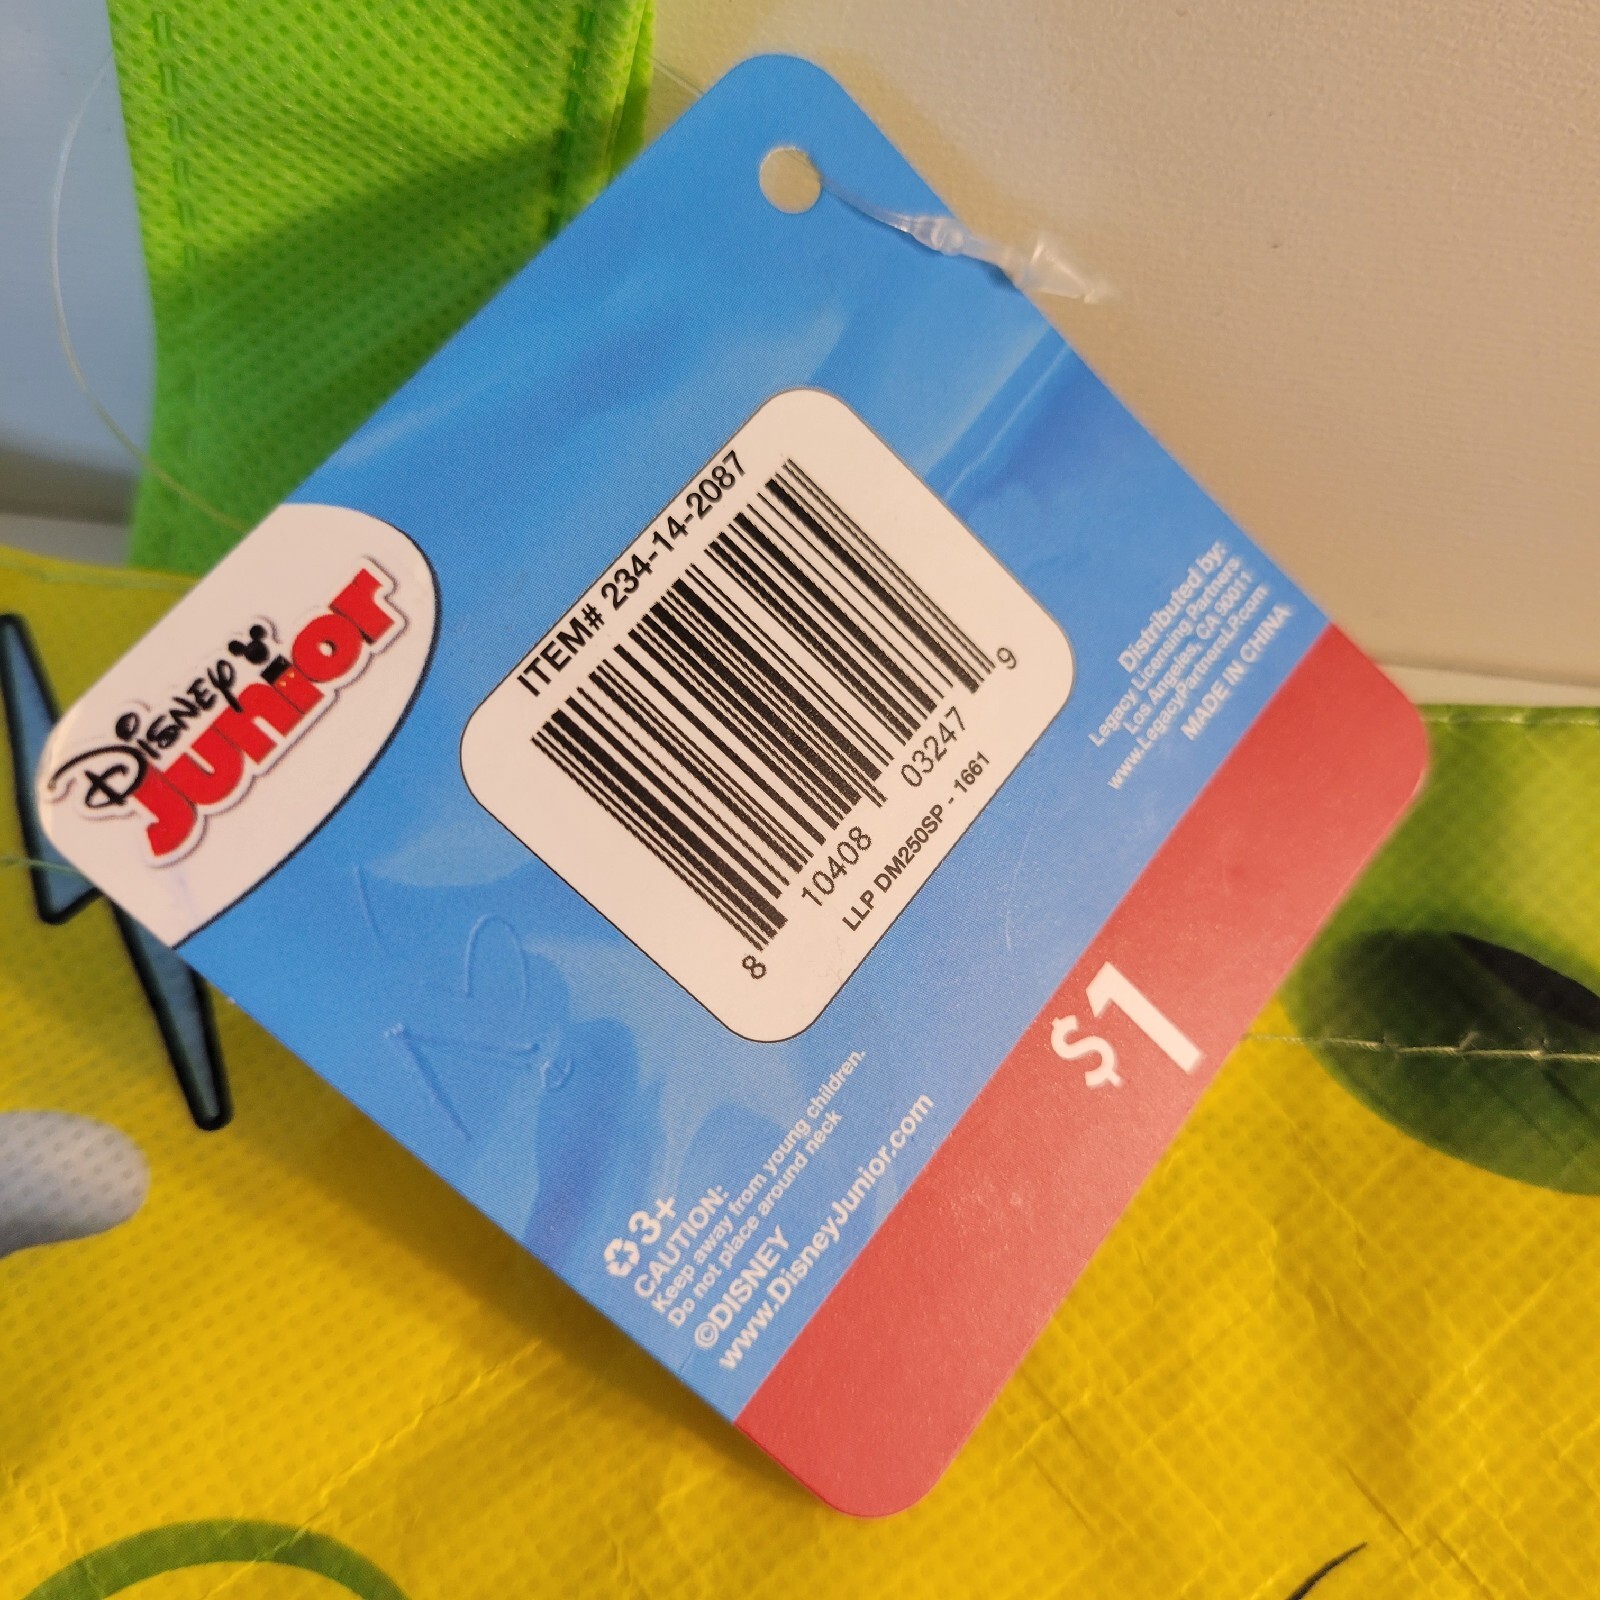 Disney
Junior
ITEM# 234-14-2087
8 10408 03247 9
LLP DM250SP - 1661
Distributed by:
Legacy Licensing Partners
Los Angeles, CA 90011
www.LegacyPartnersLP.com
MADE IN CHINA
3+
CAUTION:
Keep away from young children.
Do not place around neck
©DISNEY
www.DisneyJunior.com
$1